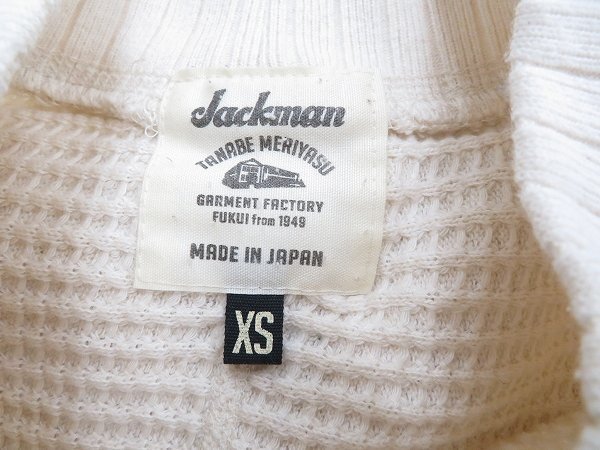 Jackman
TANABE MERIYASU
GARMENT FACTORY
FUKUI from 1949
MADE IN JAPAN
XS